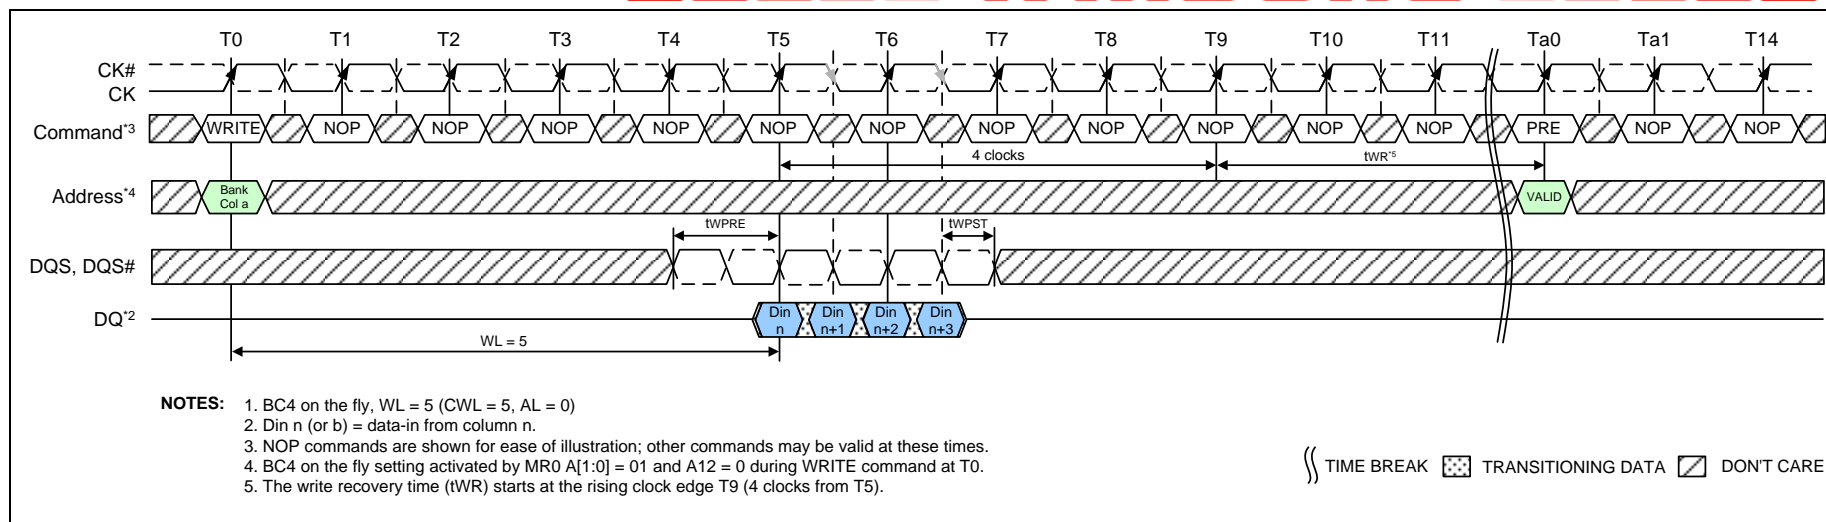 T0 T1 T2 T3 T4 T5 T6 T7 T8 T9 T10 T11 Ta0 Ta1 T14
CK#
CK
Command*3 WRITE NOP NOP NOP NOP NOP NOP NOP NOP NOP NOP NOP PRE NOP NOP
4 clocks tWR*5
Address*4 Bank Col a VALID
tWPRE tWPST
DQS, DQS#
DQ*2 Din n Din n+1 Din n+2 Din n+3
WL = 5
NOTES: 1. BC4 on the fly, WL = 5 (CWL = 5, AL = 0)
2. Din n (or b) = data-in from column n.
3. NOP commands are shown for ease of illustration; other commands may be valid at these times.
4. BC4 on the fly setting activated by MR0 A[1:0] = 01 and A12 = 0 during WRITE command at T0.
5. The write recovery time (tWR) starts at the rising clock edge T9 (4 clocks from T5).
TIME BREAK TRANSITIONING DATA DON'T CARE